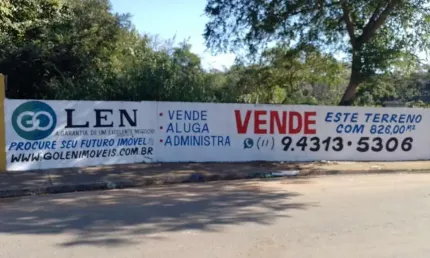 GOLEN
A GARANTIA DE UM EXCELENTE NEGÓCIO
PROCURE SEU FUTURO IMÓVEL!!
WWW.GOLENIMOVEIS.COM.BR
• VENDE
• ALUGA
• ADMINISTRA
VENDE ESTE TERRENO
COM 826,00 M2
(11) 9.4313-5306